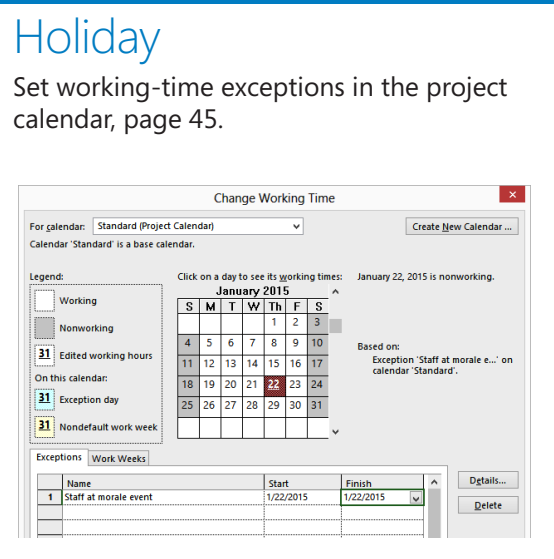 Holiday
Set working-time exceptions in the project
calendar, page 45.
Change Working Time
For calendar: Standard (Project Calendar)
Create New Calendar ...
Calendar 'Standard' is a base calendar.
Legend:
Working
Nonworking
31 Edited working hours
On this calendar:
31 Exception day
31 Nondefault work week
Click on a day to see its working times:
January 2015
S M T W Th F S
1 2 3
4 5 6 7 8 9 10
11 12 13 14 15 16 17
18 19 20 21 22 23 24
25 26 27 28 29 30 31
January 22, 2015 is nonworking.
Based on:
Exception 'Staff at morale e...' on
calendar 'Standard'.
Exceptions Work Weeks
Name Start Finish
1 Staff at morale event 1/22/2015 1/22/2015
Details...
Delete